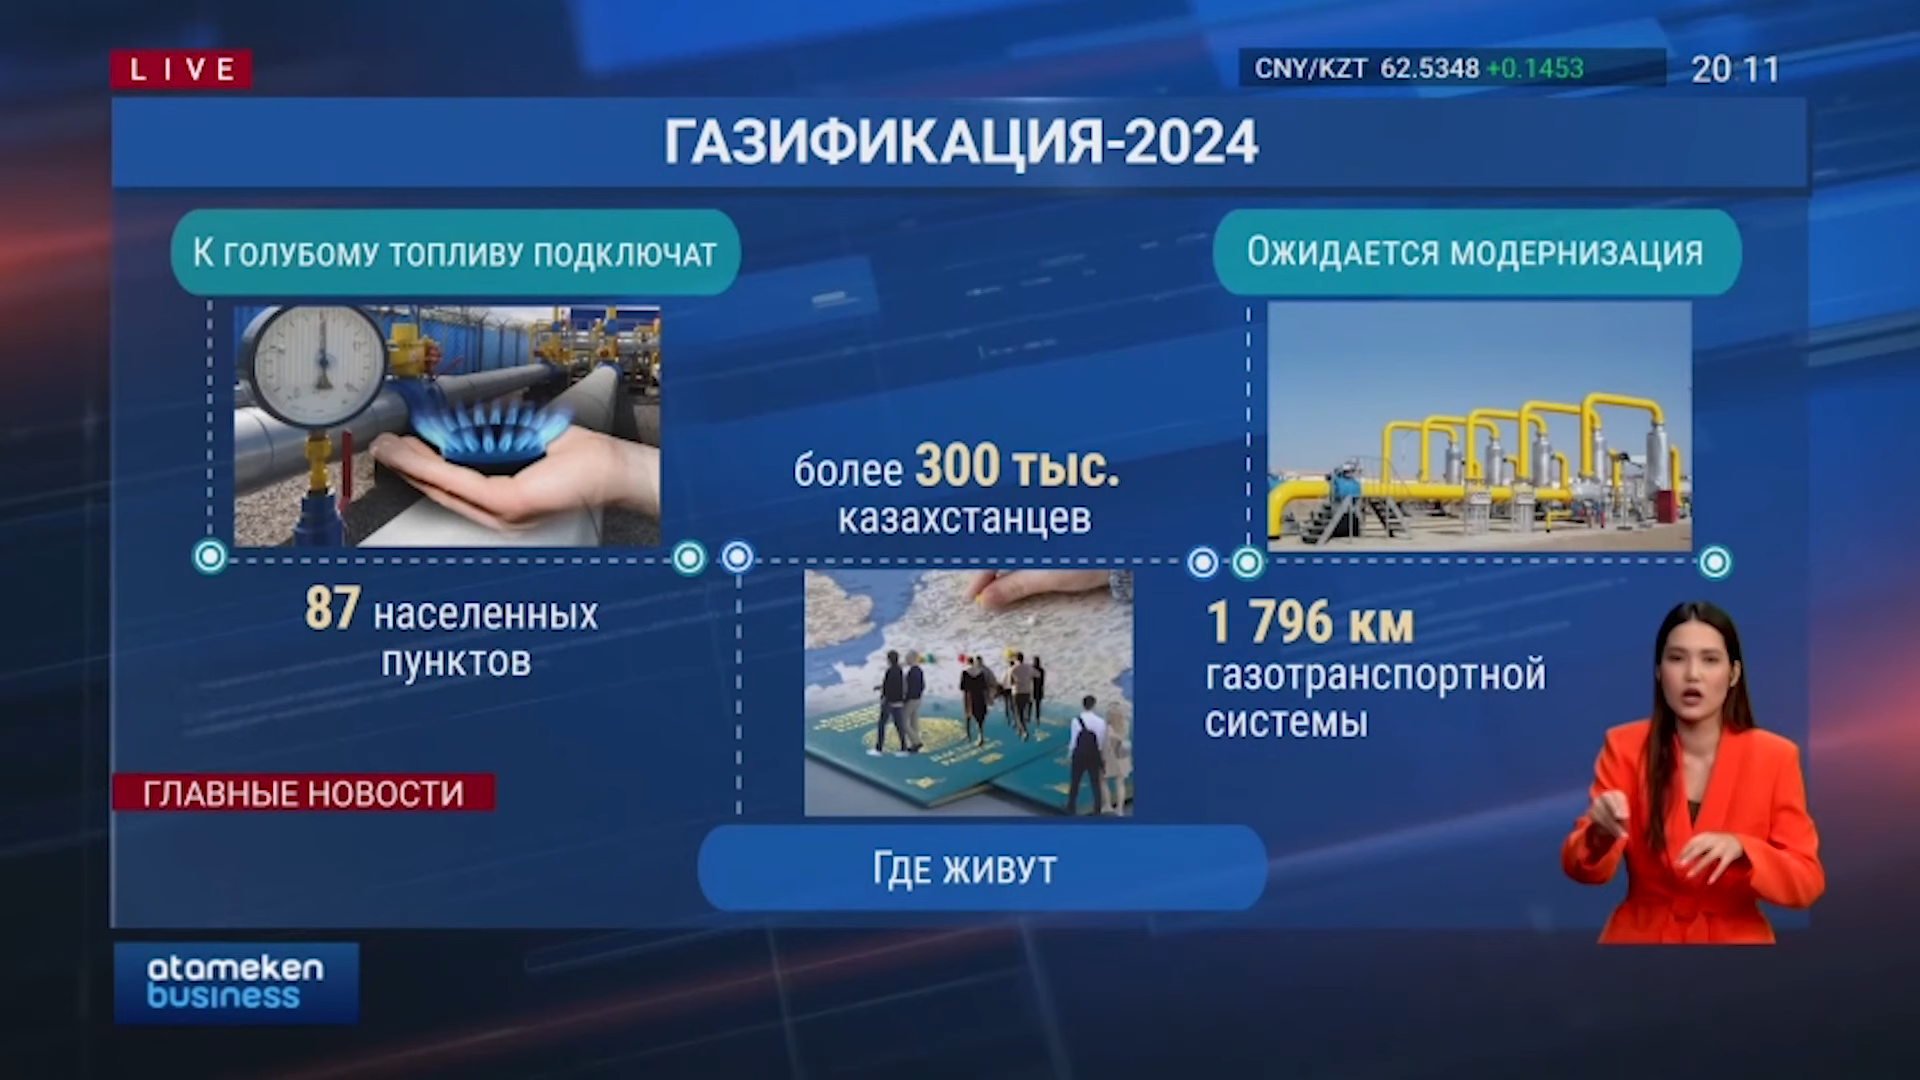 LIVE
CNY/KZT 62.5348 +0.1453
20 11
ГАЗИФИКАЦИЯ-2024
К ГОЛУБОМУ ТОПЛИВУ ПОДКЛЮЧАТ
ОЖИДАЕТСЯ МОДЕРНИЗАЦИЯ
87 населенных
пунктов
более 300 тыс.
казахстанцев
1 796 км
газотранспортной
системы
ГЛАВНЫЕ НОВОСТИ
ГДЕ ЖИВУТ
atameken
business